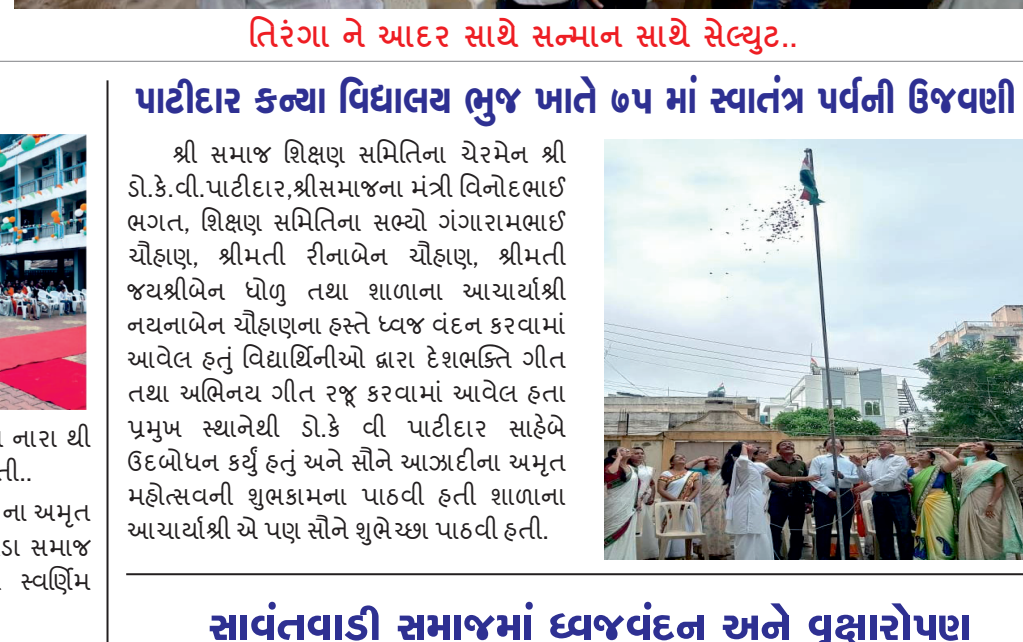 તિરંગા ને આદર સાથે સન્માન સાથે સેલ્યુટ..
નારા થી
તી..
ના અમૃત
ડા સમાજ
સ્વર્ણિમ
પાટીદાર કન્યા વિદ્યાલય ભુજ ખાતે ૭૫ માં સ્વાતંત્ર પર્વની ઉજવણી
શ્રી સમાજ શિક્ષણ સમિતિના ચેરમેન શ્રી
ડો.કે.વી.પાટીદાર,શ્રીસમાજના મંત્રી વિનોદભાઈ
ભગત, શિક્ષણ સમિતિના સભ્યો ગંગારામભાઈ
ચૌહાણ, શ્રીમતી રીનાબેન ચૌહાણ, શ્રીમતી
જયશ્રીબેન ધોળુ તથા શાળાના આચાર્યાશ્રી
નયનાબેન ચૌહાણના હસ્તે ધ્વજ વંદન કરવામાં
આવેલ હતું વિદ્યાર્થિનીઓ દ્વારા દેશભક્તિ ગીત
તથા અભિનય ગીત રજૂ કરવામાં આવેલ હતા
પ્રમુખ સ્થાનેથી ડો.કે વી પાટીદાર સાહેબે
ઉદબોધન કર્યું હતું અને સૌને આઝાદીના અમૃત
મહોત્સવની શુભકામના પાઠવી હતી શાળાના
આચાર્યાશ્રી એ પણ સૌને શુભેચ્છા પાઠવી હતી.
સાવંતવાડી સમાજમાં ધ્વજવંદન અને વૃક્ષારોપણ